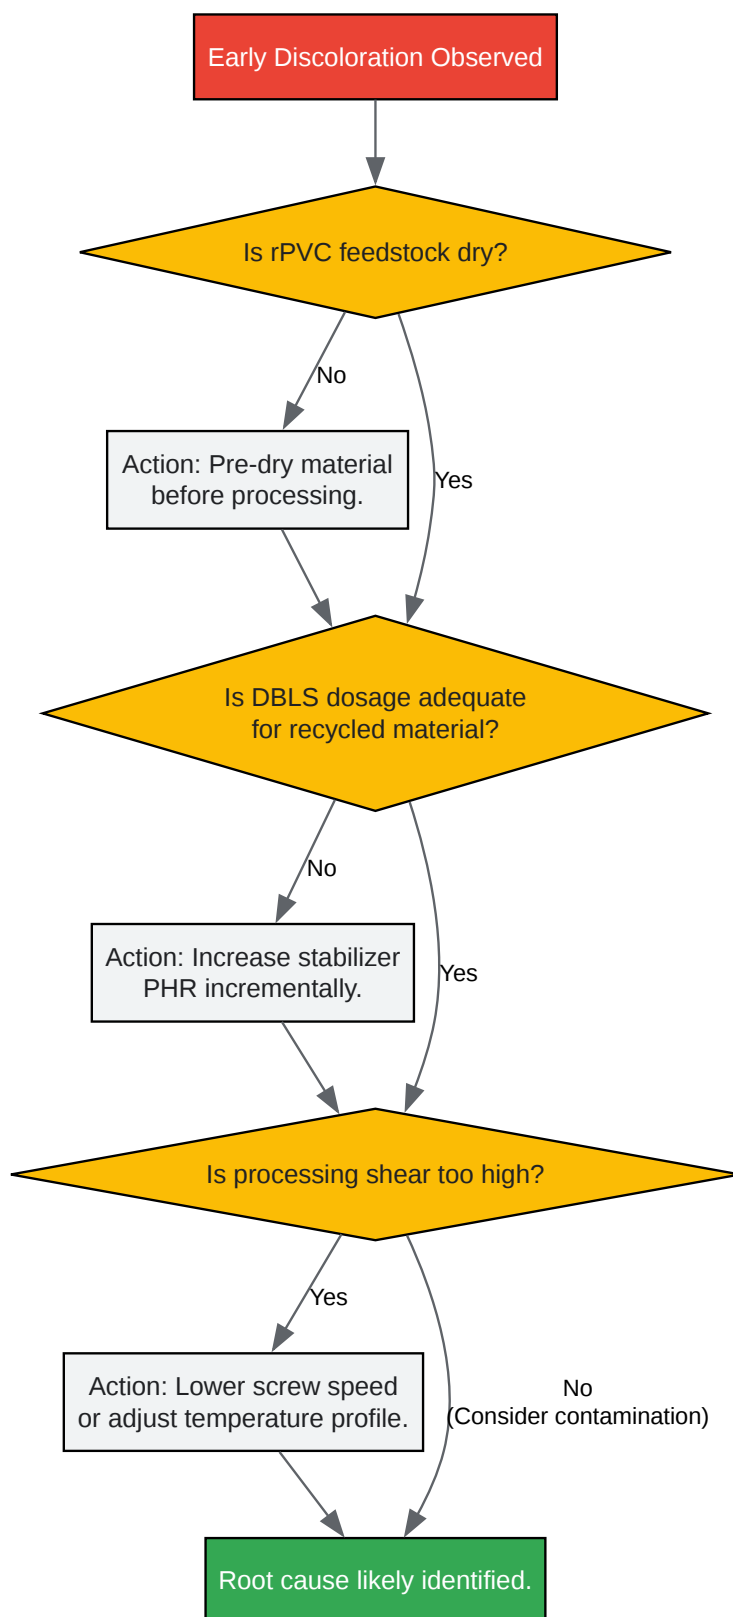 Early Discoloration Observed
Is rPVC feedstock dry?
No
Action: Pre-dry material
before processing.
Yes
Is DBLS dosage adequate
for recycled material?
No
Action: Increase stabilizer
PHR incrementally.
Yes
Is processing shear too high?
Yes
Action: Lower screw speed
or adjust temperature profile.
No
(Consider contamination)
Root cause likely identified.